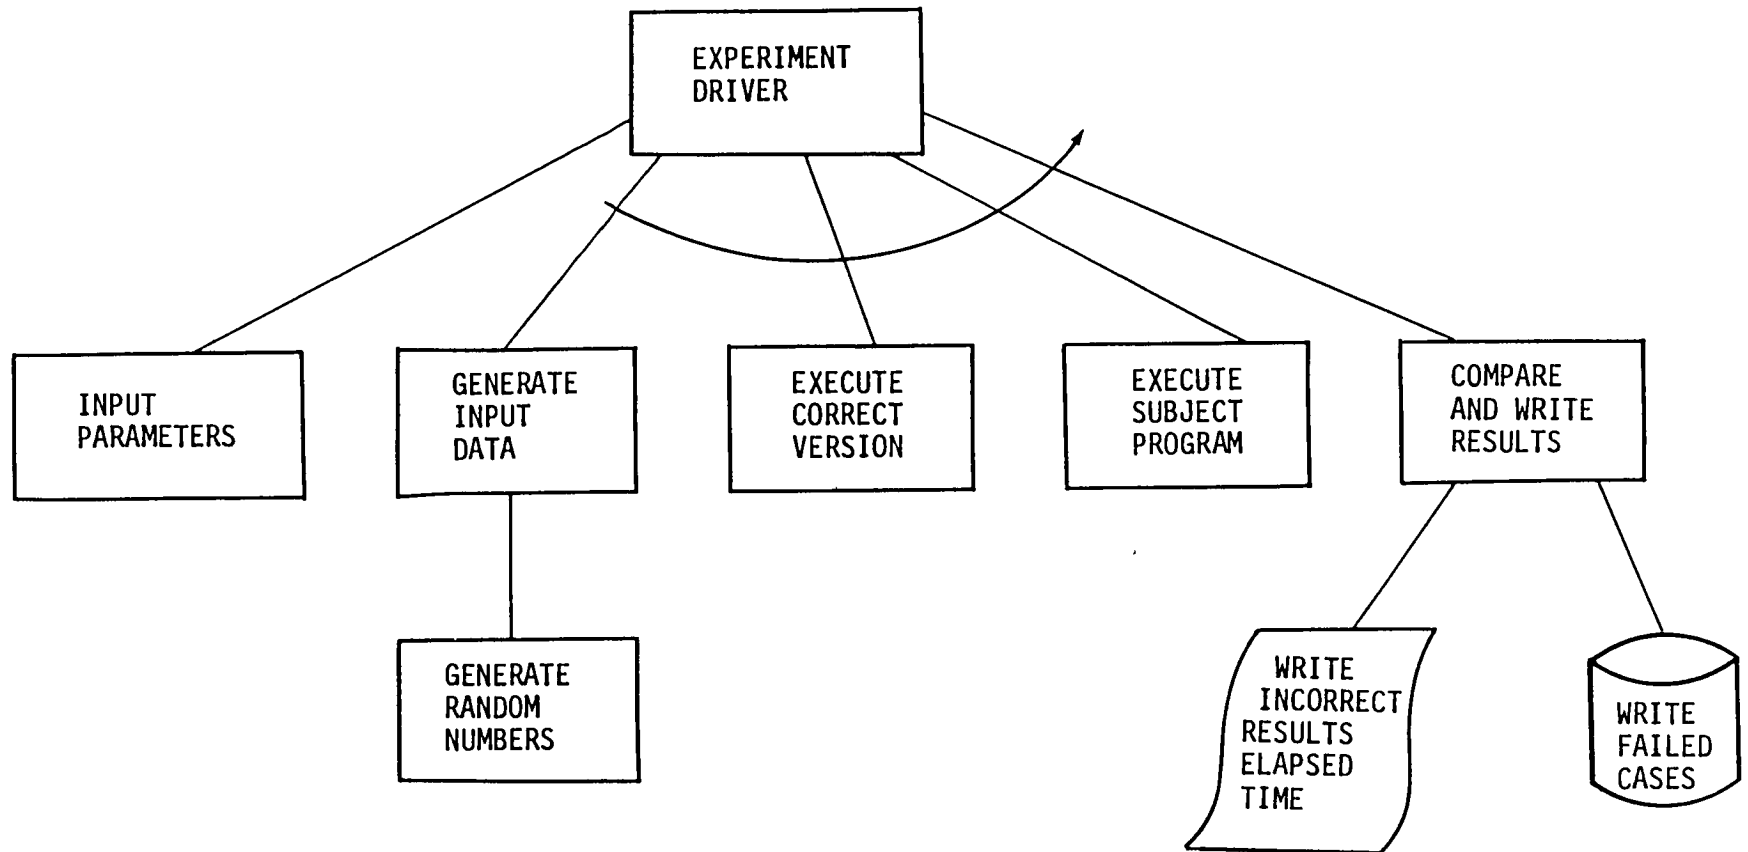 EXPERIMENT
DRIVER
INPUT
PARAMETERS
GENERATE
INPUT
DATA
EXECUTE
CORRECT
VERSION
EXECUTE
SUBJECT
PROGRAM
COMPARE
AND WRITE
RESULTS
GENERATE
RANDOM
NUMBERS
WRITE
INCORRECT
RESULTS
ELAPSED
TIME
WRITE
FAILED
CASES